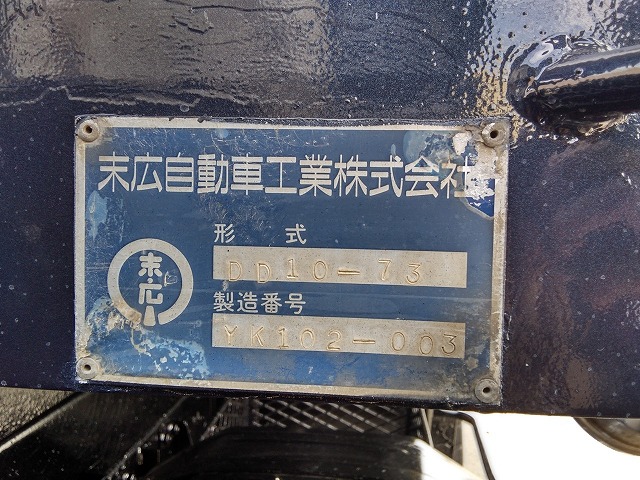 末広自動車工業株式会社
形 式
DD10-73
末広
製造番号
YK102-003